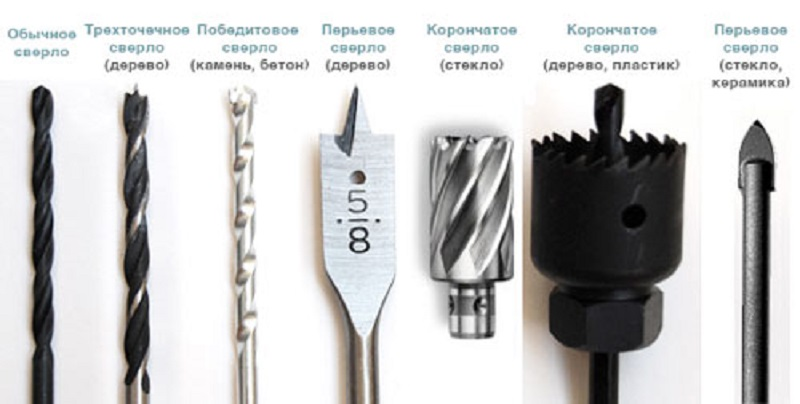 Обычное
сверло
Трехточечное
сверло
(дерево)
Победитовое
сверло
(камень, бетон)
Перьевое
сверло
(дерево)
Корончатое
сверло
(стекло)
Корончатое
сверло
(дерево, пластик)
Перьевое
сверло
(стекло,
керамика)
5
8